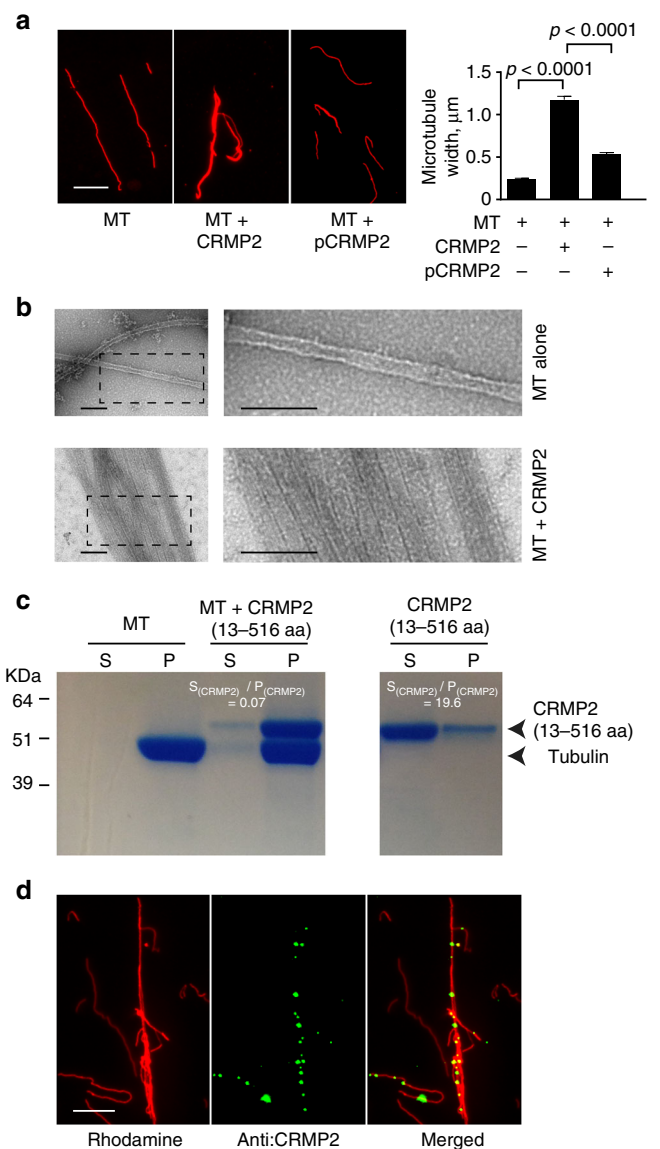 a
MT
MT +
CRMP2
MT +
pCRMP2
p < 0.0001
p < 0.0001
Microtubule
width, μm
1.5
1.0
0.5
0
MT + + +
CRMP2 – + –
pCRMP2 – – +
b
MT alone
MT + CRMP2
c
MT
MT + CRMP2
(13–516 aa)
CRMP2
(13–516 aa)
S P S P S P
KDa
64
51
39
S(CRMP2) / P(CRMP2)
= 0.07
S(CRMP2) / P(CRMP2)
= 19.6
CRMP2
(13–516 aa)
Tubulin
d
Rhodamine
Anti:CRMP2
Merged